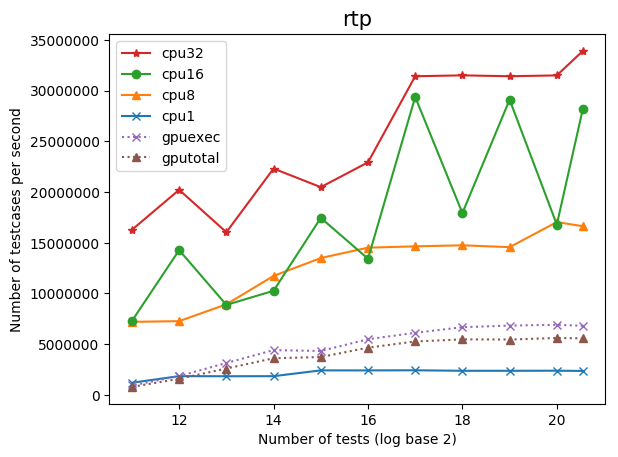 rtp
35000000
30000000
25000000
20000000
15000000
10000000
5000000
0
Number of testcases per second
cpu32
cpu16
cpu8
cpu1
gpuexec
gputotal
12 14 16 18 20
Number of tests (log base 2)